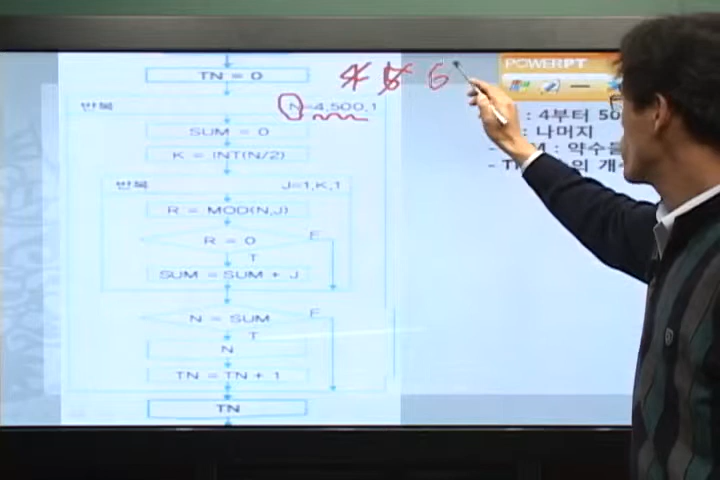 TN = 0
4 5 6
반복 N=4,500,1
SUM = 0
K = INT(N/2)
반복 J=1,K,1
R = MOD(N,J)
R = 0 F
T
SUM = SUM + J
N = SUM F
T
N
TN = TN + 1
TN
POWERPT
: 4부터 50
: 나머지
M : 약수들
- T 의 개수